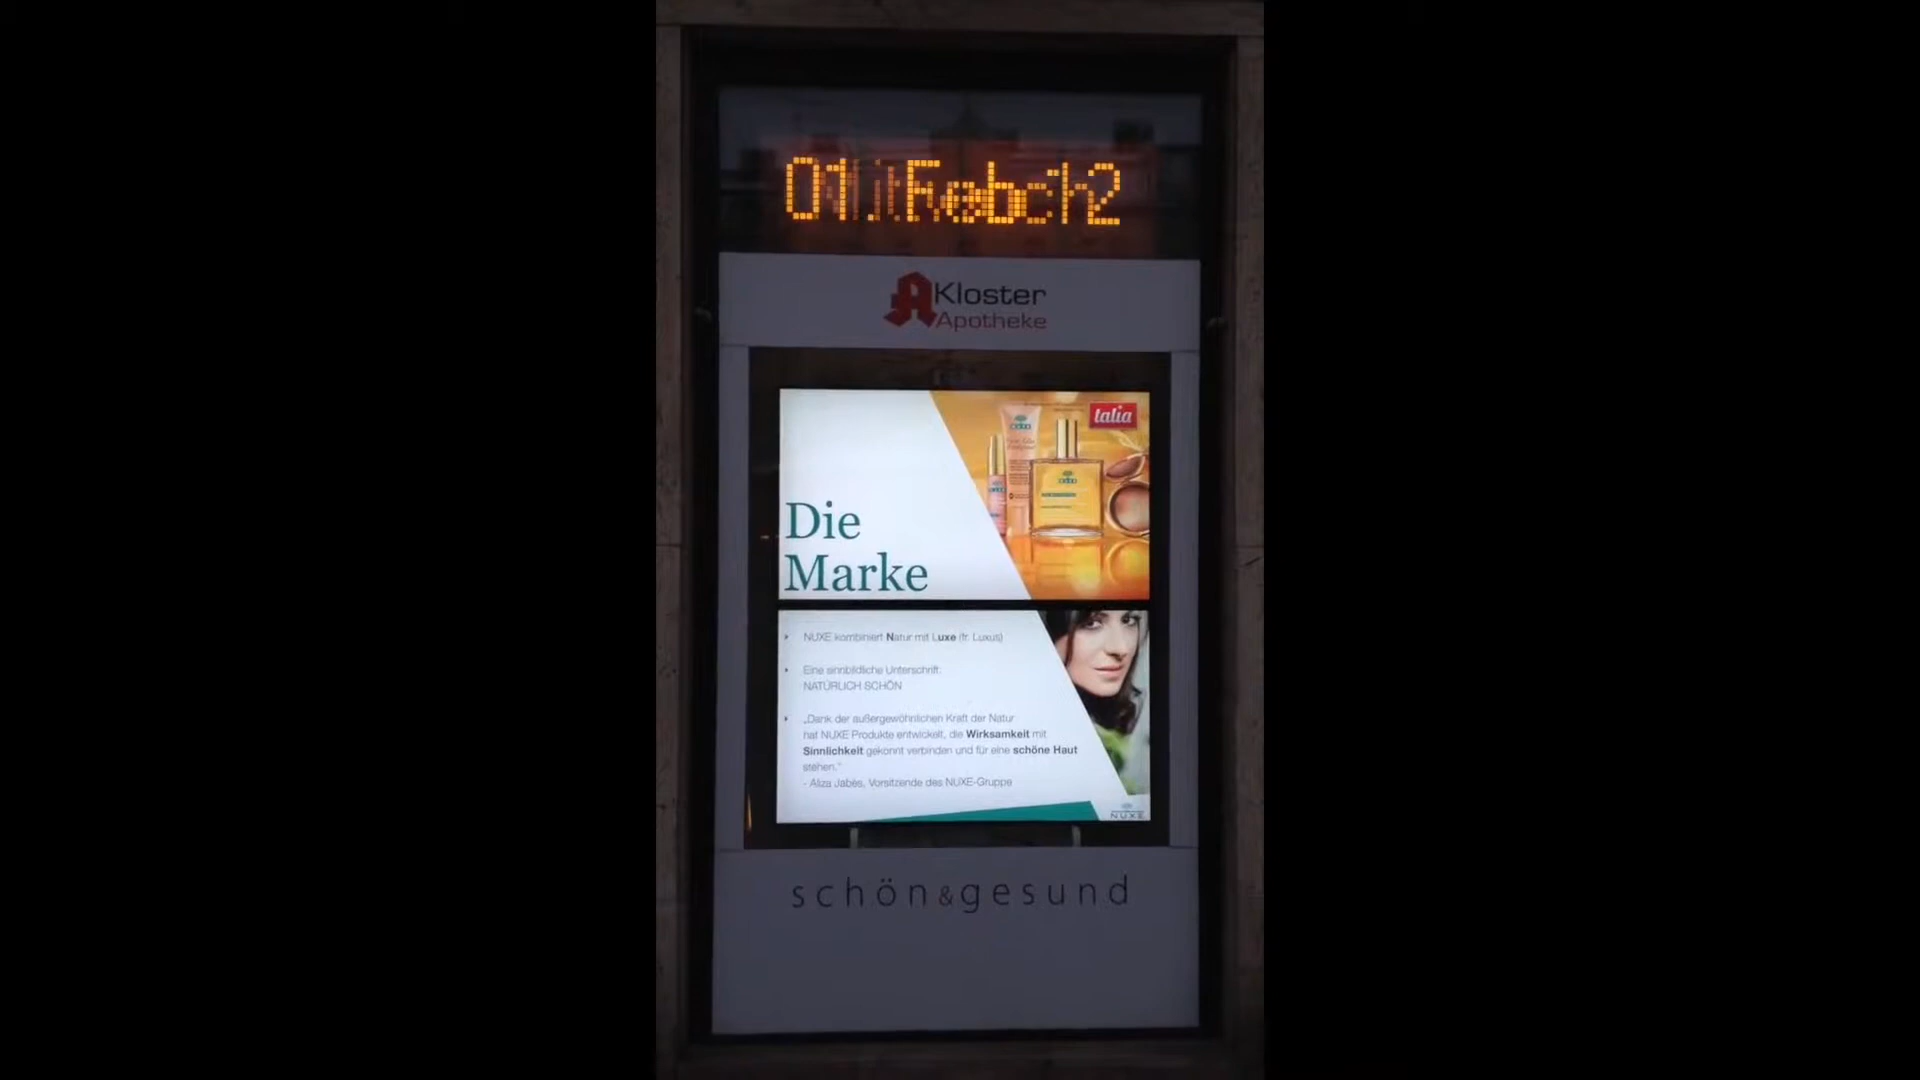 Kloster
Apotheke
talia
Die
Marke
NUXE kombiniert Natur mit Luxe (fr. Luxus)
Eine sinnbildliche Unterschrift:
NATÜRLICH SCHÖN
„Dank der außergewöhnlichen Kraft der Natur
hat NUXE Produkte entwickelt, die Wirksamkeit mit
Sinnlichkeit gekonnt verbinden und für eine schöne Haut
stehen.“
- Aliza Jabès, Vorsitzende des NUXE-Gruppe
NUXE
schön&gesund